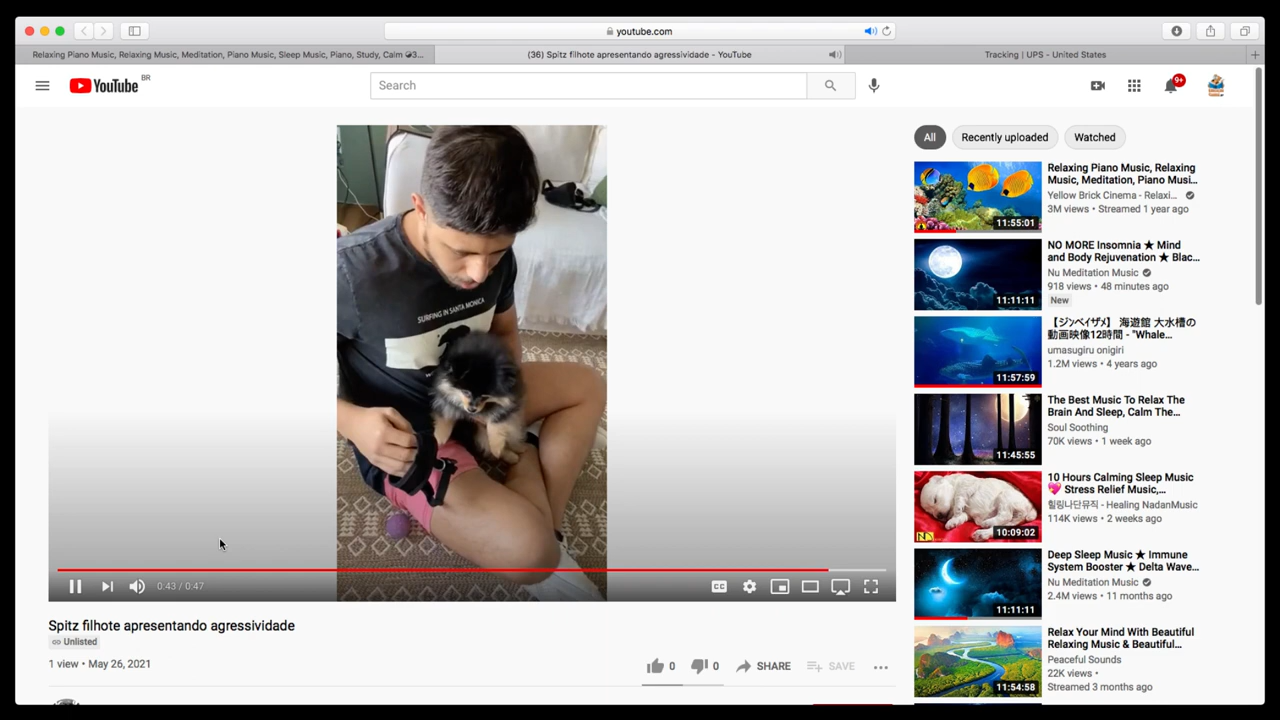 youtube.com
Relaxing Piano Music, Relaxing Music, Meditation, Piano Music, Sleep Music, Piano, Study, Calm
(36) Spitz filhote apresentando agressividade - YouTube
Tracking | UPS - United States
YouTube BR
Search
9+
All
Recently uploaded
Watched
SURFING IN SANTA MONICA
Relaxing Piano Music, Relaxing
Music, Meditation, Piano Musi...
Yellow Brick Cinema - Relaxi...
3M views • Streamed 1 year ago
11:55:01
NO MORE Insomnia ★ Mind
and Body Rejuvenation ★ Blac...
Nu Meditation Music
918 views • 48 minutes ago
New
11:11:11
【ジンベイザメ】 海遊館 大水槽の
動画映像12時間 - "Whale...
umasugiru onigiri
1.2M views • 4 years ago
11:57:59
The Best Music To Relax The
Brain And Sleep, Calm The...
Soul Soothing
70K views • 1 week ago
11:45:55
10 Hours Calming Sleep Music
💖 Stress Relief Music,...
힐링나단뮤직 - Healing NadanMusic
114K views • 2 weeks ago
10:09:02
Deep Sleep Music ★ Immune
System Booster ★ Delta Wave...
Nu Meditation Music
2.4M views • 11 months ago
11:11:11
Relax Your Mind With Beautiful
Relaxing Music & Beautiful...
Peaceful Sounds
22K views •
Streamed 3 months ago
11:54:58
0:43 / 0:47
CC
Spitz filhote apresentando agressividade
Unlisted
1 view • May 26, 2021
0
0
SHARE
SAVE